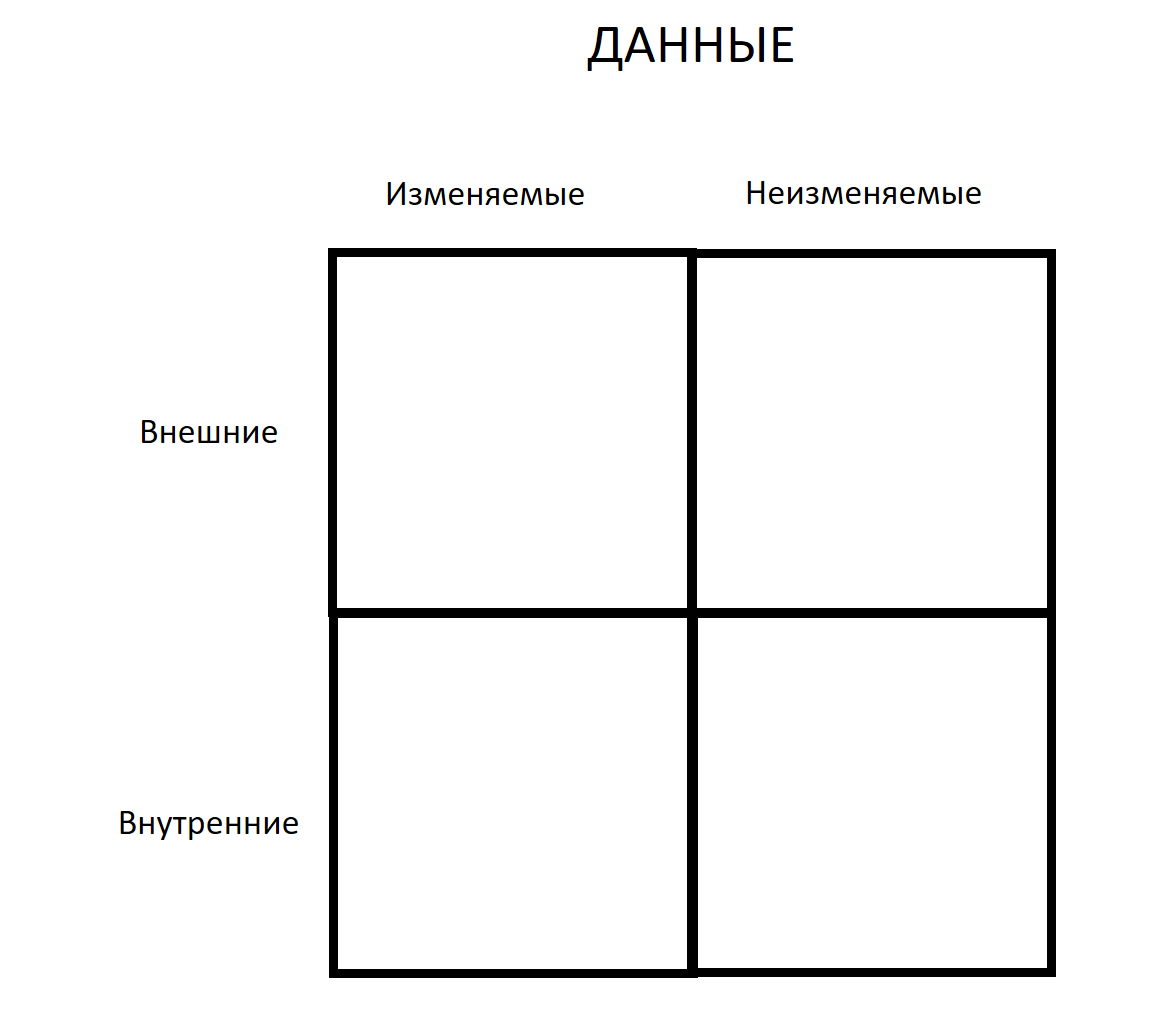 ДАННЫЕ
Изменяемые
Неизменяемые
Внешние
Внутренние